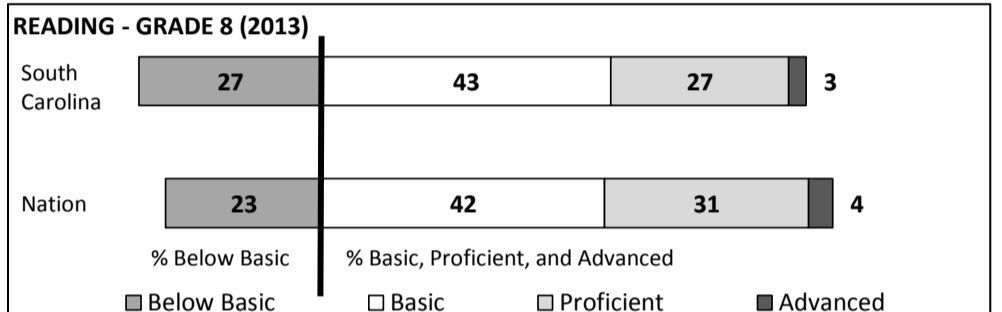 READING - GRADE 8 (2013)
South
Carolina
27 43 27 3
Nation
23 42 31 4
% Below Basic % Basic, Proficient, and Advanced
Below Basic Basic Proficient Advanced